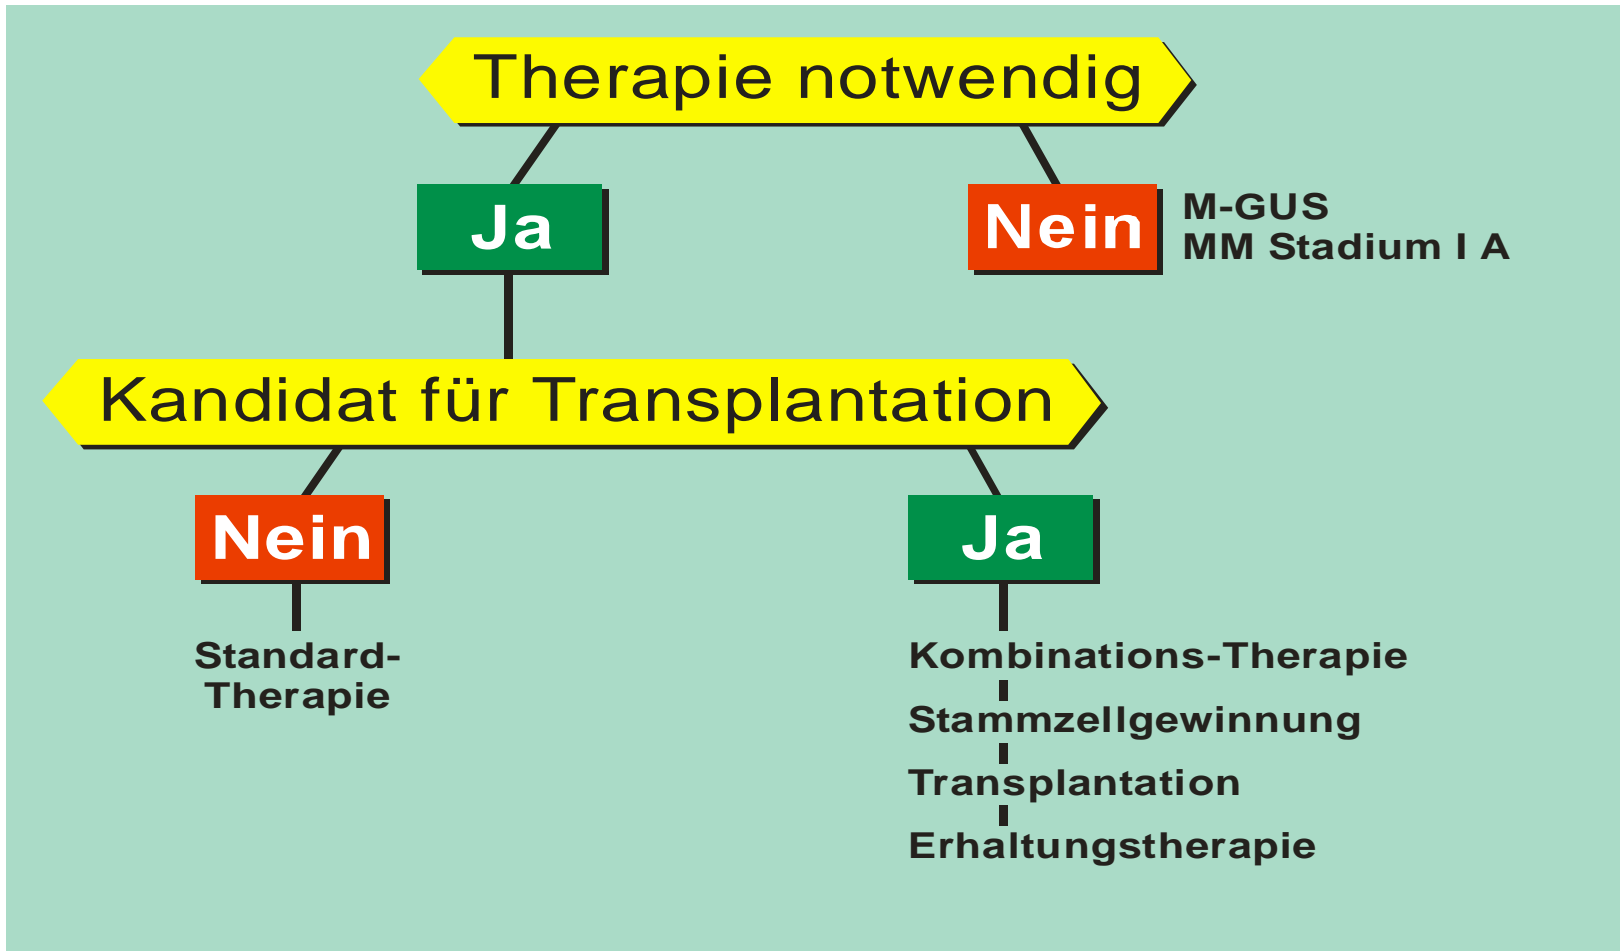 Therapie notwendig
Ja
Nein
M-GUS
MM Stadium I A
Kandidat für Transplantation
Nein
Ja
Standard-
Therapie
Kombinations-Therapie
Stammzellgewinnung
Transplantation
Erhaltungstherapie